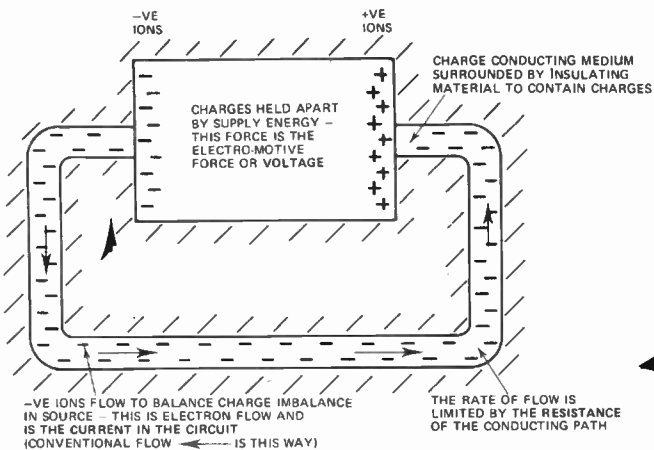 –VE
IONS
+VE
IONS
CHARGE CONDUCTING MEDIUM
SURROUNDED BY INSULATING
MATERIAL TO CONTAIN CHARGES
CHARGES HELD APART
BY SUPPLY ENERGY –
THIS FORCE IS THE
ELECTRO-MOTIVE
FORCE OR VOLTAGE
–VE IONS FLOW TO BALANCE CHARGE IMBALANCE
IN SOURCE – THIS IS ELECTRON FLOW AND
IS THE CURRENT IN THE CIRCUIT
(CONVENTIONAL FLOW ← IS THIS WAY)
THE RATE OF FLOW IS
LIMITED BY THE RESISTANCE
OF THE CONDUCTING PATH